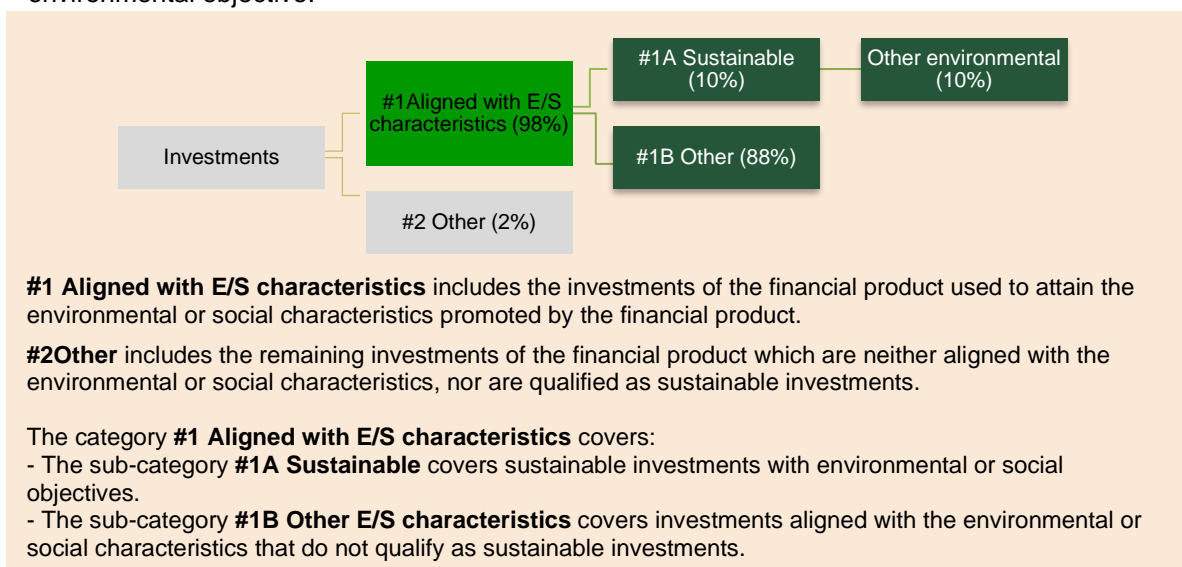 environmental objective.
#1A Sustainable
(10%)
Other environmental
(10%)
#1Aligned with E/S
characteristics (98%)
Investments
#1B Other (88%)
#2 Other (2%)
#1 Aligned with E/S characteristics includes the investments of the financial product used to attain the
environmental or social characteristics promoted by the financial product.
#2Other includes the remaining investments of the financial product which are neither aligned with the
environmental or social characteristics, nor are qualified as sustainable investments.
The category #1 Aligned with E/S characteristics covers:
- The sub-category #1A Sustainable covers sustainable investments with environmental or social
objectives.
- The sub-category #1B Other E/S characteristics covers investments aligned with the environmental or
social characteristics that do not qualify as sustainable investments.